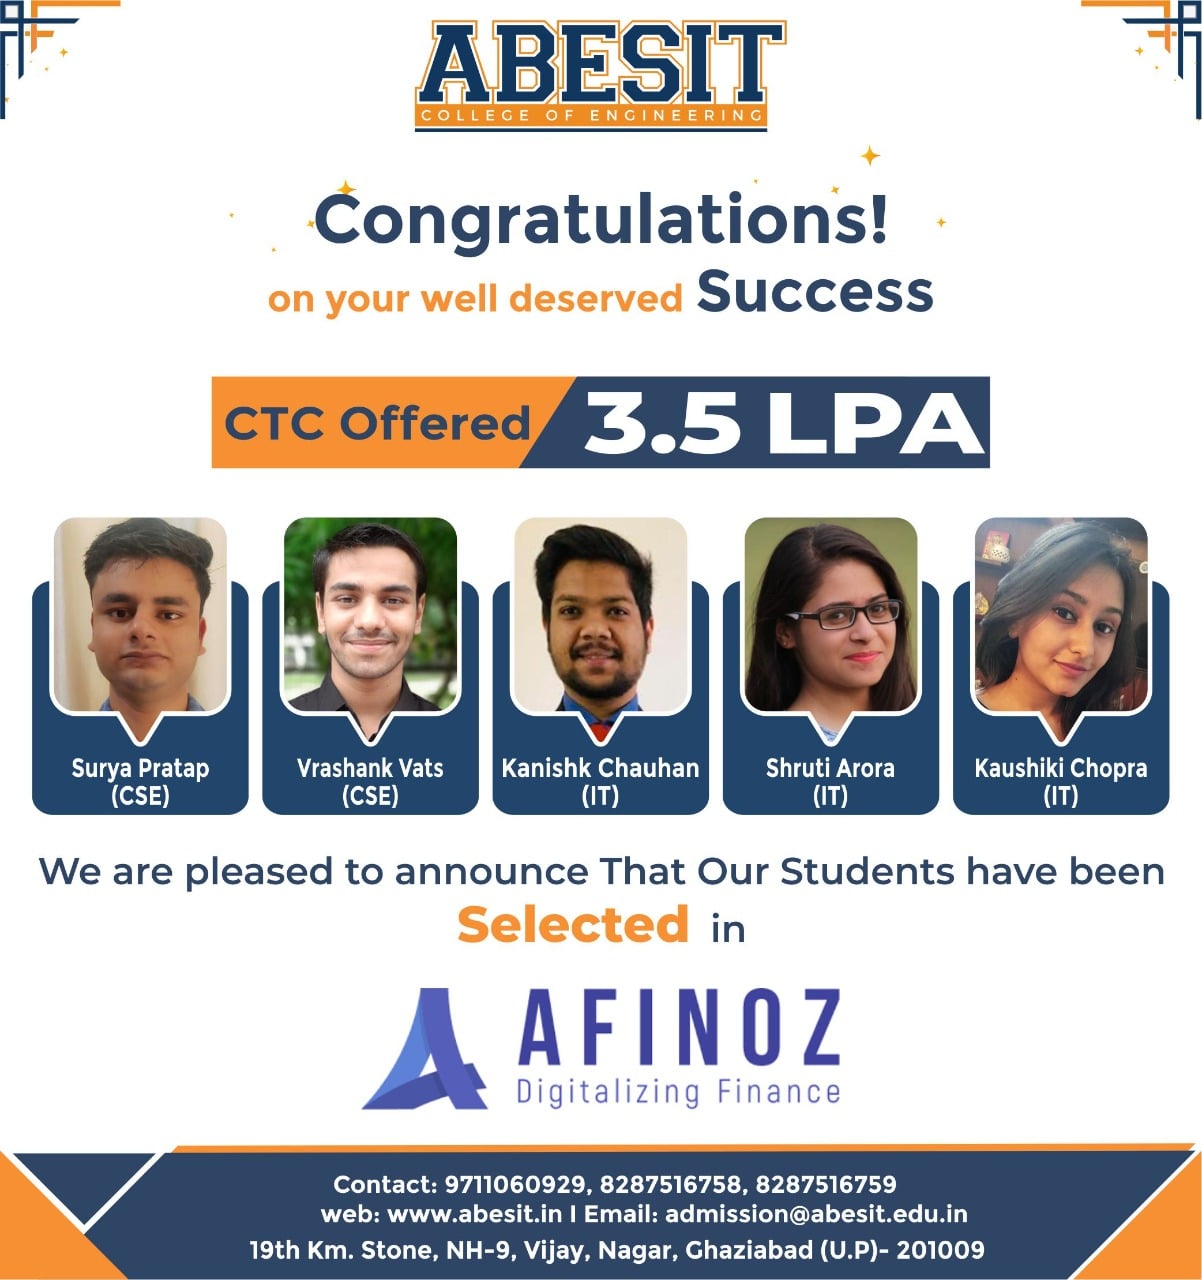 ABESIT
COLLEGE OF ENGINEERING
Congratulations!
on your well deserved Success
CTC Offered 3.5 LPA
Surya Pratap
(CSE)
Vrashank Vats
(CSE)
Kanishk Chauhan
(IT)
Shruti Arora
(IT)
Kaushiki Chopra
(IT)
We are pleased to announce That Our Students have been
Selected in
AFINOZ
Digitalizing Finance
Contact: 9711060929, 8287516758, 8287516759
web: www.abesit.in I Email: admission@abesit.edu.in
19th Km. Stone, NH-9, Vijay, Nagar, Ghaziabad (U.P)- 201009